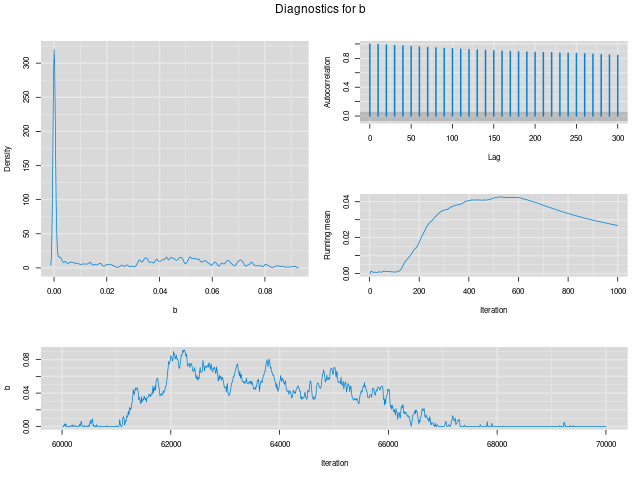 Diagnostics for b
Density
0 50 100 150 200 250 300
0.00 0.02 0.04 0.06 0.08
b
Autocorrelation
0.0 0.4 0.8
0 50 100 150 200 250 300
Lag
Running mean
0.00 0.02 0.04
0 200 400 600 800 1000
Iteration
b
0.00 0.04 0.08
60000 62000 64000 66000 68000 70000
Iteration